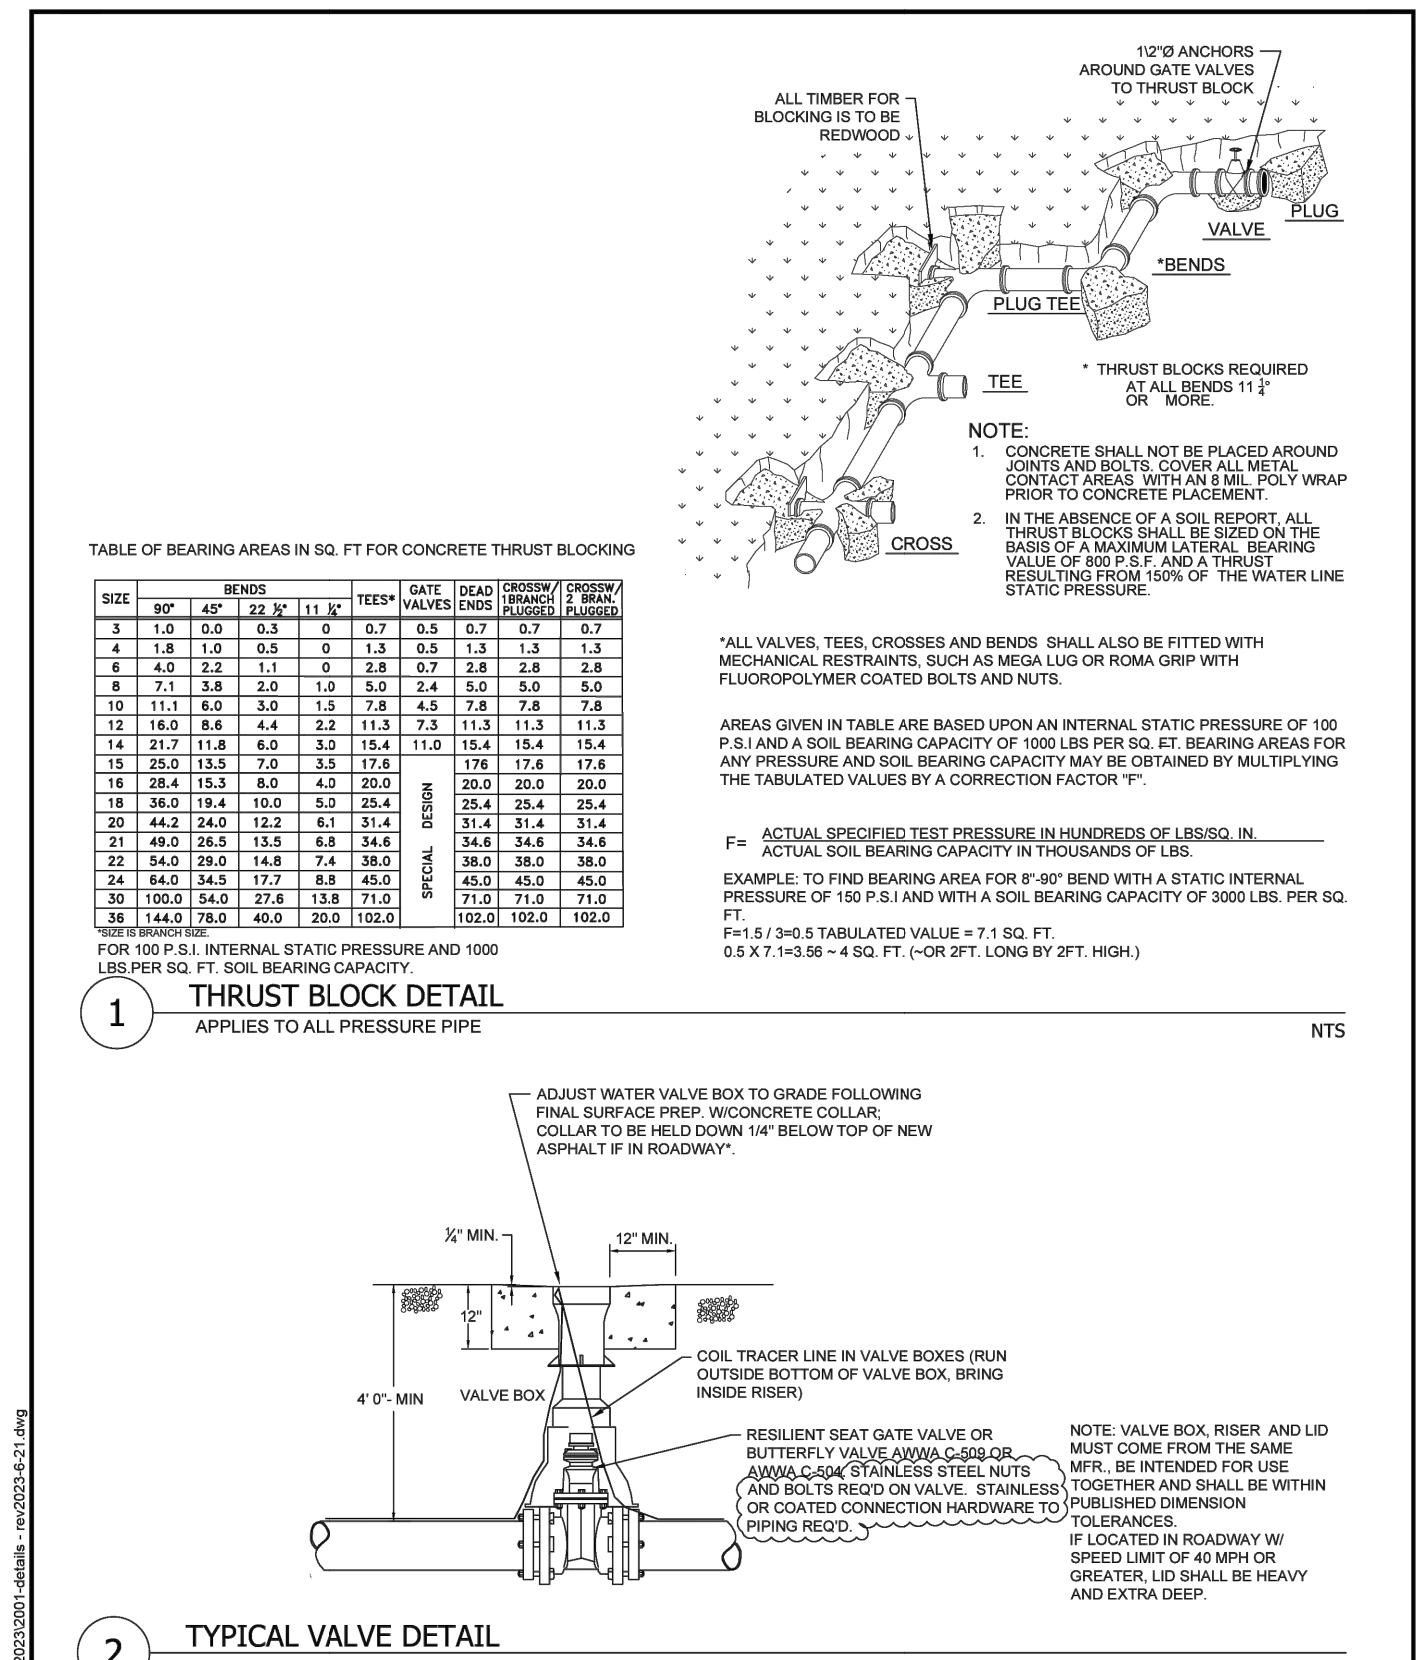 1\2"Ø ANCHORS
AROUND GATE VALVES
TO THRUST BLOCK
ALL TIMBER FOR
BLOCKING IS TO BE
REDWOOD
PLUG
VALVE
*BENDS
PLUG TEE
TEE
* THRUST BLOCKS REQUIRED
AT ALL BENDS 11 ¼°
OR MORE.
CROSS
NOTE:
1. CONCRETE SHALL NOT BE PLACED AROUND
JOINTS AND BOLTS. COVER ALL METAL
CONTACT AREAS WITH AN 8 MIL. POLY WRAP
PRIOR TO CONCRETE PLACEMENT.
2. IN THE ABSENCE OF A SOIL REPORT, ALL
THRUST BLOCKS SHALL BE SIZED ON THE
BASIS OF A MAXIMUM LATERAL BEARING
VALUE OF 800 P.S.F. AND A THRUST
RESULTING FROM 150% OF THE WATER LINE
STATIC PRESSURE.
TABLE OF BEARING AREAS IN SQ. FT FOR CONCRETE THRUST BLOCKING
SIZE BENDS TEES* GATE VALVES DEAD ENDS CROSSW/ 1BRANCH PLUGGED CROSSW/ 2 BRAN. PLUGGED
90° 45° 22 ½° 11 ¼°
3 1.0 0.0 0.3 0 0.7 0.5 0.7 0.7 0.7
4 1.8 1.0 0.5 0 1.3 0.5 1.3 1.3 1.3
6 4.0 2.2 1.1 0 2.8 0.7 2.8 2.8 2.8
8 7.1 3.8 2.0 1.0 5.0 2.4 5.0 5.0 5.0
10 11.1 6.0 3.0 1.5 7.8 4.5 7.8 7.8 7.8
12 16.0 8.6 4.4 2.2 11.3 7.3 11.3 11.3 11.3
14 21.7 11.8 6.0 3.0 15.4 11.0 15.4 15.4 15.4
15 25.0 13.5 7.0 3.5 17.6 176 17.6 17.6
16 28.4 15.3 8.0 4.0 20.0 20.0 20.0 20.0
18 36.0 19.4 10.0 5.0 25.4 25.4 25.4 25.4
20 44.2 24.0 12.2 6.1 31.4 31.4 31.4 31.4
21 49.0 26.5 13.5 6.8 34.6 34.6 34.6 34.6
22 54.0 29.0 14.8 7.4 38.0 38.0 38.0 38.0
24 64.0 34.5 17.7 8.8 45.0 45.0 45.0 45.0
30 100.0 54.0 27.6 13.8 71.0 71.0 71.0 71.0
36 144.0 78.0 40.0 20.0 102.0 102.0 102.0 102.0
SPECIAL DESIGN
*SIZE IS BRANCH SIZE.
FOR 100 P.S.I. INTERNAL STATIC PRESSURE AND 1000
LBS.PER SQ. FT. SOIL BEARING CAPACITY.
*ALL VALVES, TEES, CROSSES AND BENDS SHALL ALSO BE FITTED WITH
MECHANICAL RESTRAINTS, SUCH AS MEGA LUG OR ROMA GRIP WITH
FLUOROPOLYMER COATED BOLTS AND NUTS.
AREAS GIVEN IN TABLE ARE BASED UPON AN INTERNAL STATIC PRESSURE OF 100
P.S.I AND A SOIL BEARING CAPACITY OF 1000 LBS PER SQ. FT. BEARING AREAS FOR
ANY PRESSURE AND SOIL BEARING CAPACITY MAY BE OBTAINED BY MULTIPLYING
THE TABULATED VALUES BY A CORRECTION FACTOR "F".
F= ACTUAL SPECIFIED TEST PRESSURE IN HUNDREDS OF LBS/SQ. IN.
ACTUAL SOIL BEARING CAPACITY IN THOUSANDS OF LBS.
EXAMPLE: TO FIND BEARING AREA FOR 8"-90° BEND WITH A STATIC INTERNAL
PRESSURE OF 150 P.S.I AND WITH A SOIL BEARING CAPACITY OF 3000 LBS. PER SQ.
FT.
F=1.5 / 3=0.5 TABULATED VALUE = 7.1 SQ. FT.
0.5 X 7.1=3.56 ~ 4 SQ. FT. (~OR 2FT. LONG BY 2FT. HIGH.)
1 THRUST BLOCK DETAIL
APPLIES TO ALL PRESSURE PIPE
NTS
ADJUST WATER VALVE BOX TO GRADE FOLLOWING
FINAL SURFACE PREP. W/CONCRETE COLLAR;
COLLAR TO BE HELD DOWN 1/4" BELOW TOP OF NEW
ASPHALT IF IN ROADWAY*.
¼" MIN.
12" MIN.
12"
4' 0"- MIN
VALVE BOX
COIL TRACER LINE IN VALVE BOXES (RUN
OUTSIDE BOTTOM OF VALVE BOX, BRING
INSIDE RISER)
RESILIENT SEAT GATE VALVE OR
BUTTERFLY VALVE AWWA C-509 OR
AWWA C-504. STAINLESS STEEL NUTS
AND BOLTS REQ'D ON VALVE. STAINLESS
OR COATED CONNECTION HARDWARE TO
PIPING REQ'D.
NOTE: VALVE BOX, RISER AND LID
MUST COME FROM THE SAME
MFR., BE INTENDED FOR USE
TOGETHER AND SHALL BE WITHIN
PUBLISHED DIMENSION
TOLERANCES.
IF LOCATED IN ROADWAY W/
SPEED LIMIT OF 40 MPH OR
GREATER, LID SHALL BE HEAVY
AND EXTRA DEEP.
2 TYPICAL VALVE DETAIL
2023\2001-details - rev2023-6-21.dwg